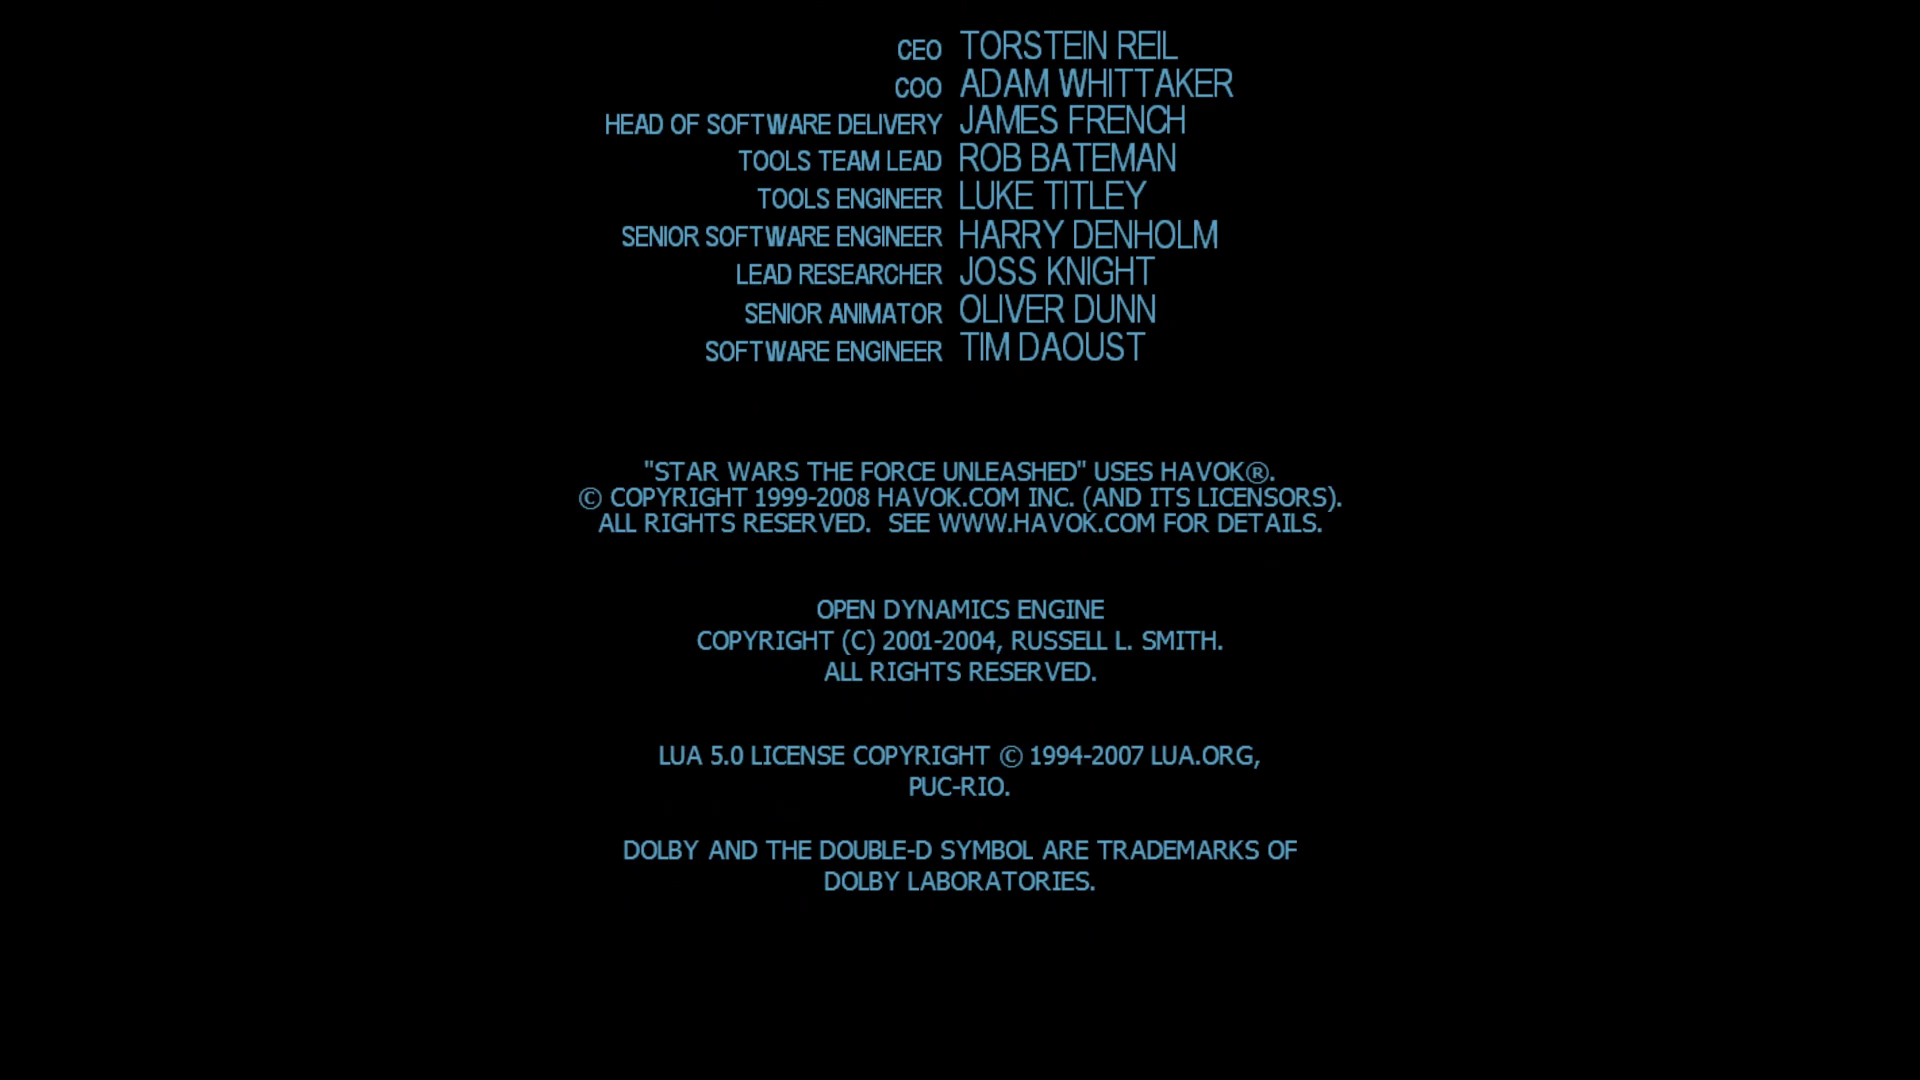 CEO TORSTEIN REIL
COO ADAM WHITTAKER
HEAD OF SOFTWARE DELIVERY JAMES FRENCH
TOOLS TEAM LEAD ROB BATEMAN
TOOLS ENGINEER LUKE TITLEY
SENIOR SOFTWARE ENGINEER HARRY DENHOLM
LEAD RESEARCHER JOSS KNIGHT
SENIOR ANIMATOR OLIVER DUNN
SOFTWARE ENGINEER TIM DAOUST
"STAR WARS THE FORCE UNLEASHED" USES HAVOK®.
© COPYRIGHT 1999-2008 HAVOK.COM INC. (AND ITS LICENSORS).
ALL RIGHTS RESERVED. SEE WWW.HAVOK.COM FOR DETAILS.
OPEN DYNAMICS ENGINE
COPYRIGHT (C) 2001-2004, RUSSELL L. SMITH.
ALL RIGHTS RESERVED.
LUA 5.0 LICENSE COPYRIGHT © 1994-2007 LUA.ORG,
PUC-RIO.
DOLBY AND THE DOUBLE-D SYMBOL ARE TRADEMARKS OF
DOLBY LABORATORIES.